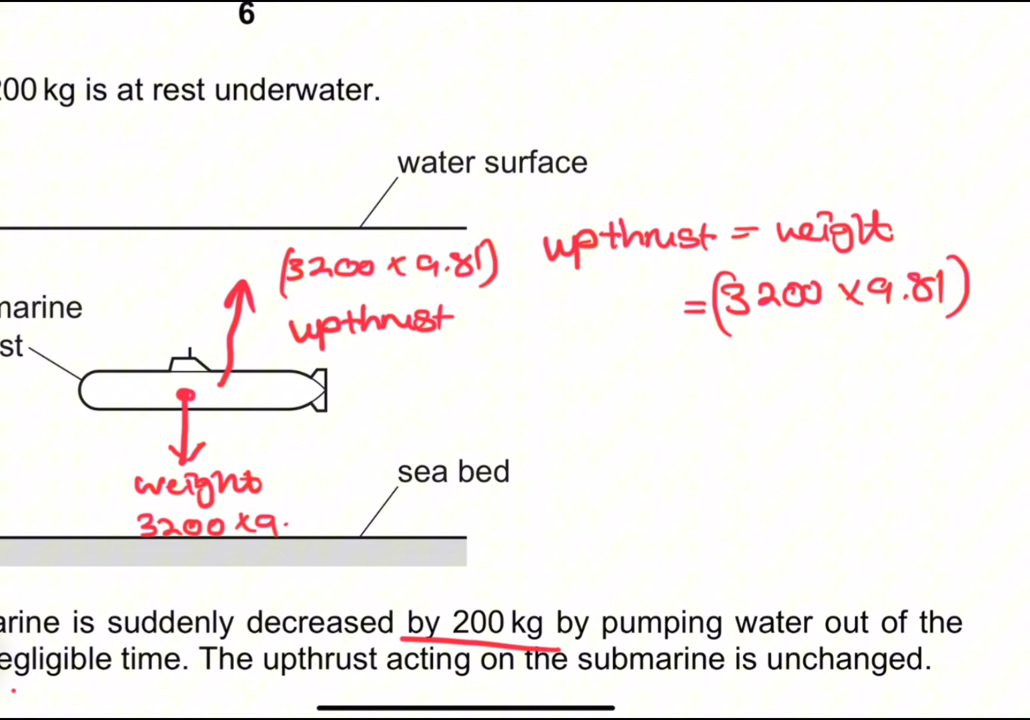 6
200 kg is at rest underwater.
water surface
upthrust = weight
(3200 x 9.81)
= (3200 x 9.81)
upthrust
marine
st
weight
3200 x 9.
sea bed
arine is suddenly decreased by 200 kg by pumping water out of the
egligible time. The upthrust acting on the submarine is unchanged.